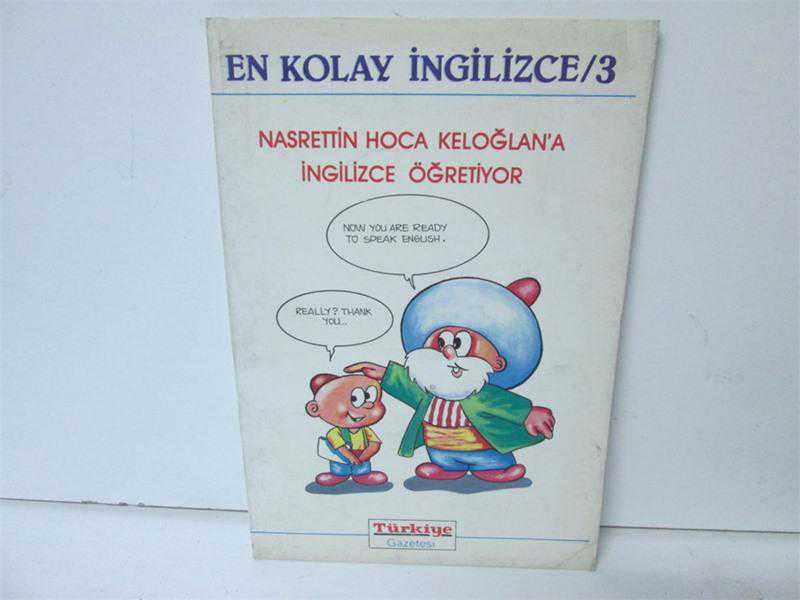 EN KOLAY İNGİLİZCE/3
NASRETTİN HOCA KELOĞLAN'A
İNGİLİZCE ÖĞRETİYOR
NOW YOU ARE READY
TO SPEAK ENGLISH.
REALLY? THANK
YOU...
Türkiye
Gazetesi